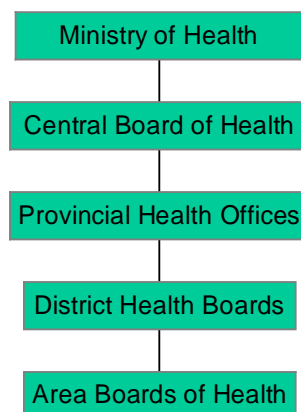 Ministry of Health
Central Board of Health
Provincial Health Offices
District Health Boards
Area Boards of Health